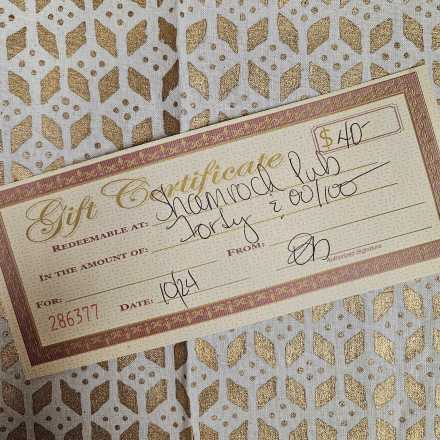 Gift Certificate
$ 40-
REDEEMABLE AT: Shamrock Pub
IN THE AMOUNT OF: Forty & 00/100
FOR: FROM:
Authorized Signature
286377 DATE: 10/24